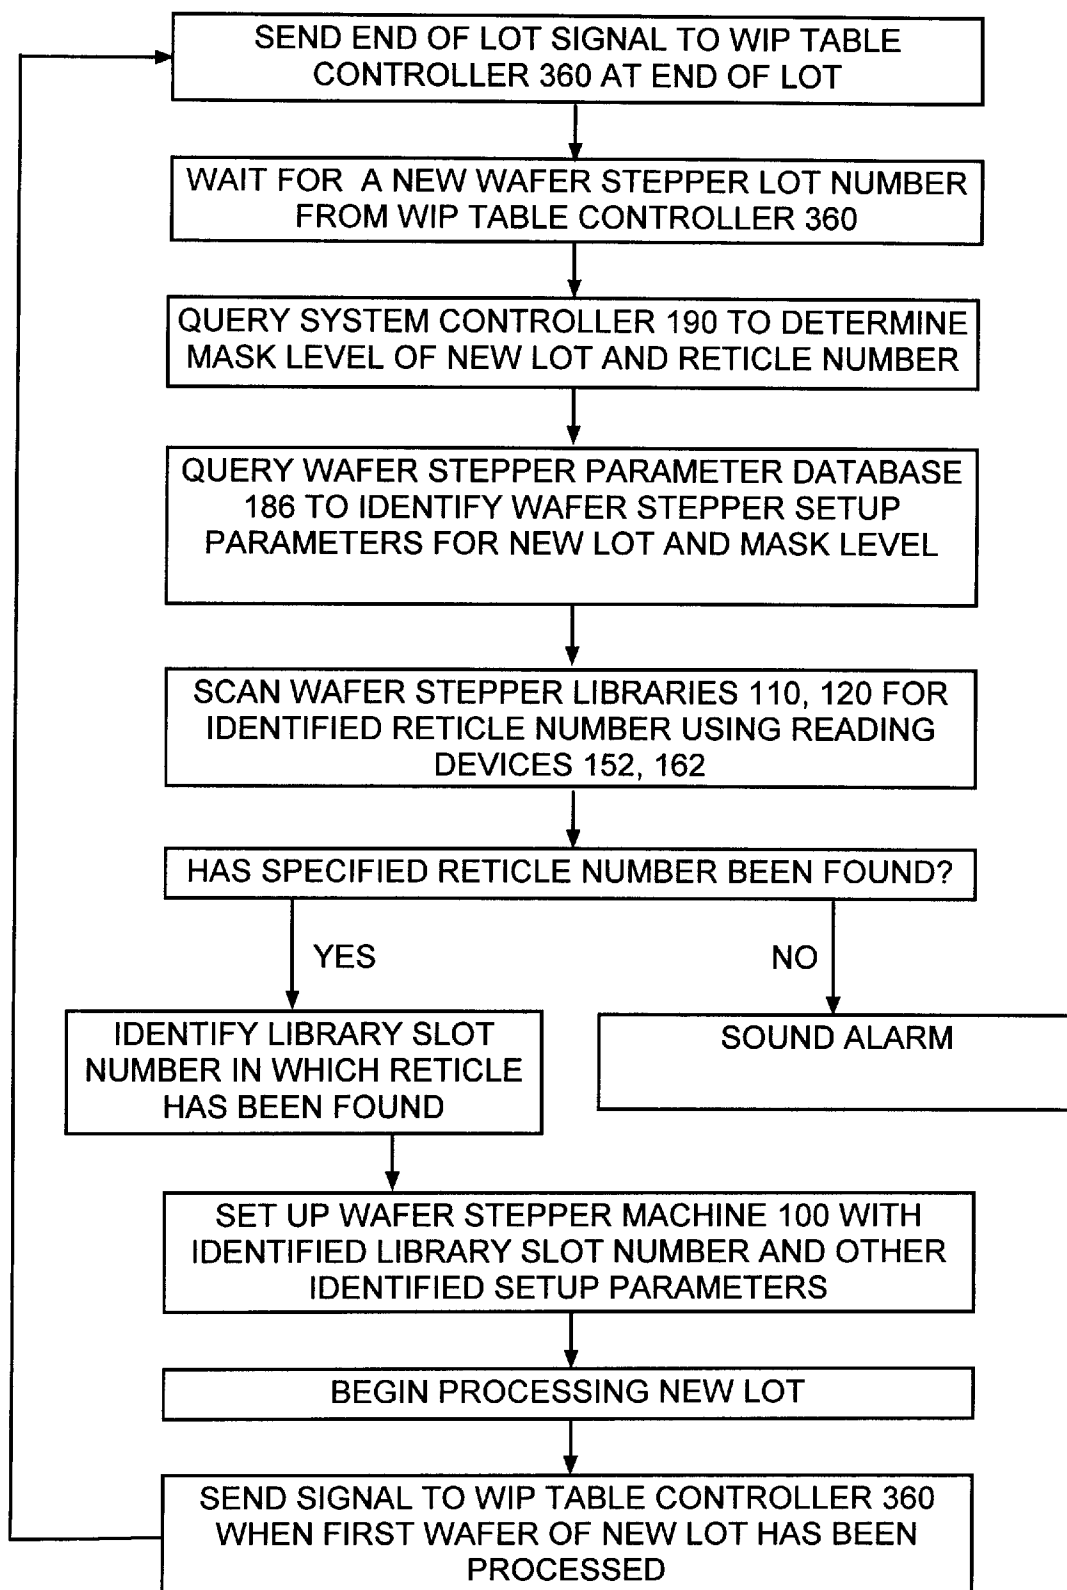 SEND END OF LOT SIGNAL TO WIP TABLE
CONTROLLER 360 AT END OF LOT
WAIT FOR A NEW WAFER STEPPER LOT NUMBER
FROM WIP TABLE CONTROLLER 360
QUERY SYSTEM CONTROLLER 190 TO DETERMINE
MASK LEVEL OF NEW LOT AND RETICLE NUMBER
QUERY WAFER STEPPER PARAMETER DATABASE
186 TO IDENTIFY WAFER STEPPER SETUP
PARAMETERS FOR NEW LOT AND MASK LEVEL
SCAN WAFER STEPPER LIBRARIES 110, 120 FOR
IDENTIFIED RETICLE NUMBER USING READING
DEVICES 152, 162
HAS SPECIFIED RETICLE NUMBER BEEN FOUND?
YES
NO
IDENTIFY LIBRARY SLOT
NUMBER IN WHICH RETICLE
HAS BEEN FOUND
SOUND ALARM
SET UP WAFER STEPPER MACHINE 100 WITH
IDENTIFIED LIBRARY SLOT NUMBER AND OTHER
IDENTIFIED SETUP PARAMETERS
BEGIN PROCESSING NEW LOT
SEND SIGNAL TO WIP TABLE CONTROLLER 360
WHEN FIRST WAFER OF NEW LOT HAS BEEN
PROCESSED